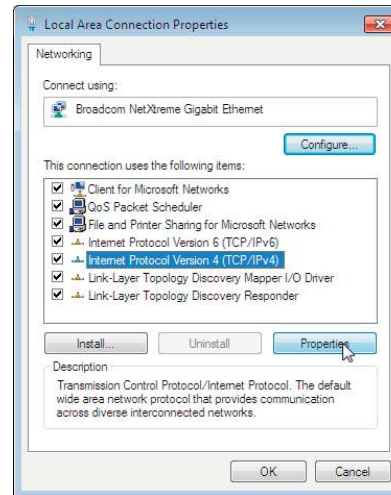 Local Area Connection Properties
Networking
Connect using:
Broadcom NetXtreme Gigabit Ethernet
Configure...
This connection uses the following items:
Client for Microsoft Networks
QoS Packet Scheduler
File and Printer Sharing for Microsoft Networks
Internet Protocol Version 6 (TCP/IPv6)
Internet Protocol Version 4 (TCP/IPv4)
Link-Layer Topology Discovery Mapper I/O Driver
Link-Layer Topology Discovery Responder
Install... Uninstall Properties
Description
Transmission Control Protocol/Internet Protocol. The default
wide area network protocol that provides communication
across diverse interconnected networks.
OK Cancel